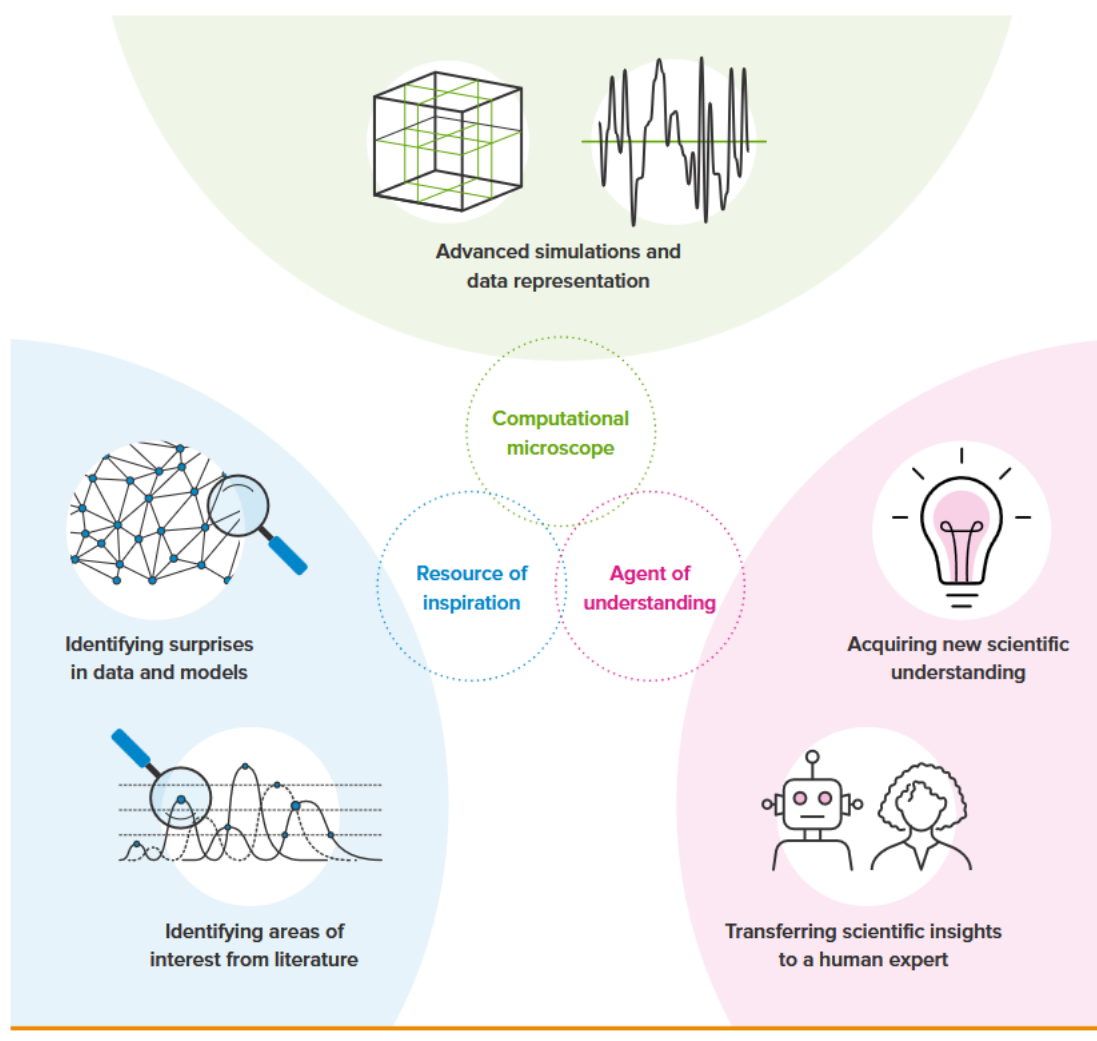 Advanced simulations and
data representation
Computational
microscope
Resource of
inspiration
Agent of
understanding
Identifying surprises
in data and models
Acquiring new scientific
understanding
Identifying areas of
interest from literature
Transferring scientific insights
to a human expert